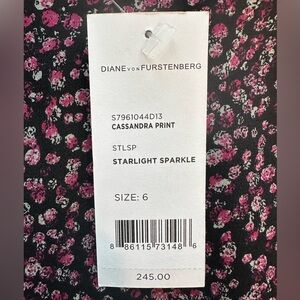 DIANE VON FURSTENBERG
S7961044D13
CASSANDRA PRINT
STLSP
STARLIGHT SPARKLE
SIZE: 6
8 86115 73148 6
245.00